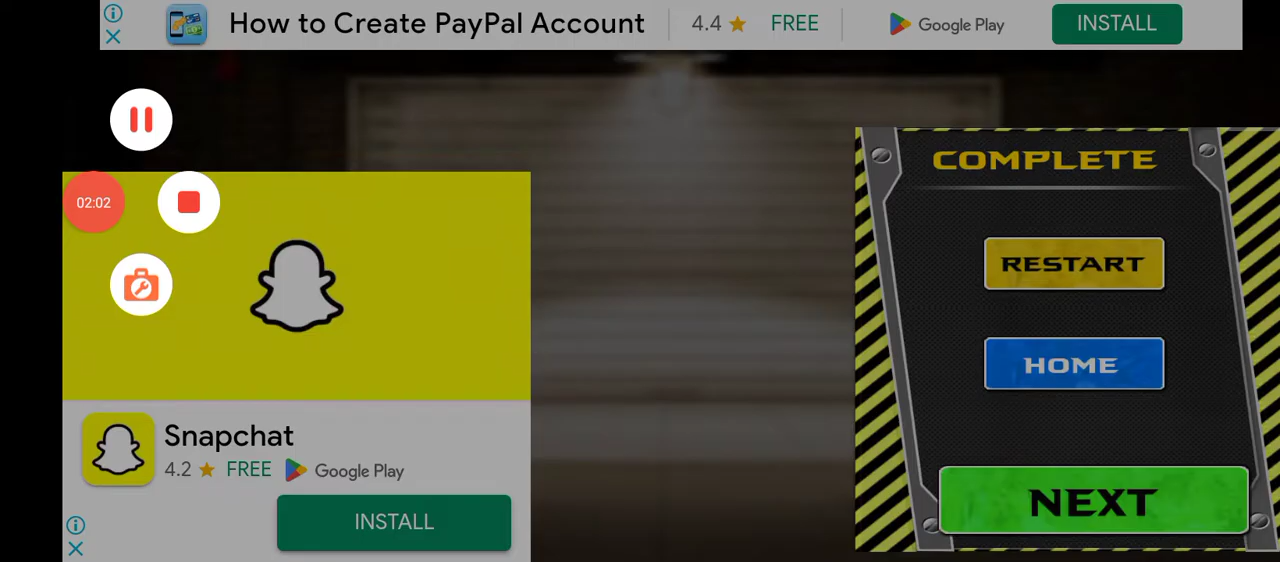 How to Create PayPal Account
4.4 FREE
Google Play
INSTALL
02:02
COMPLETE
RESTART
HOME
NEXT
Snapchat
4.2 FREE Google Play
INSTALL